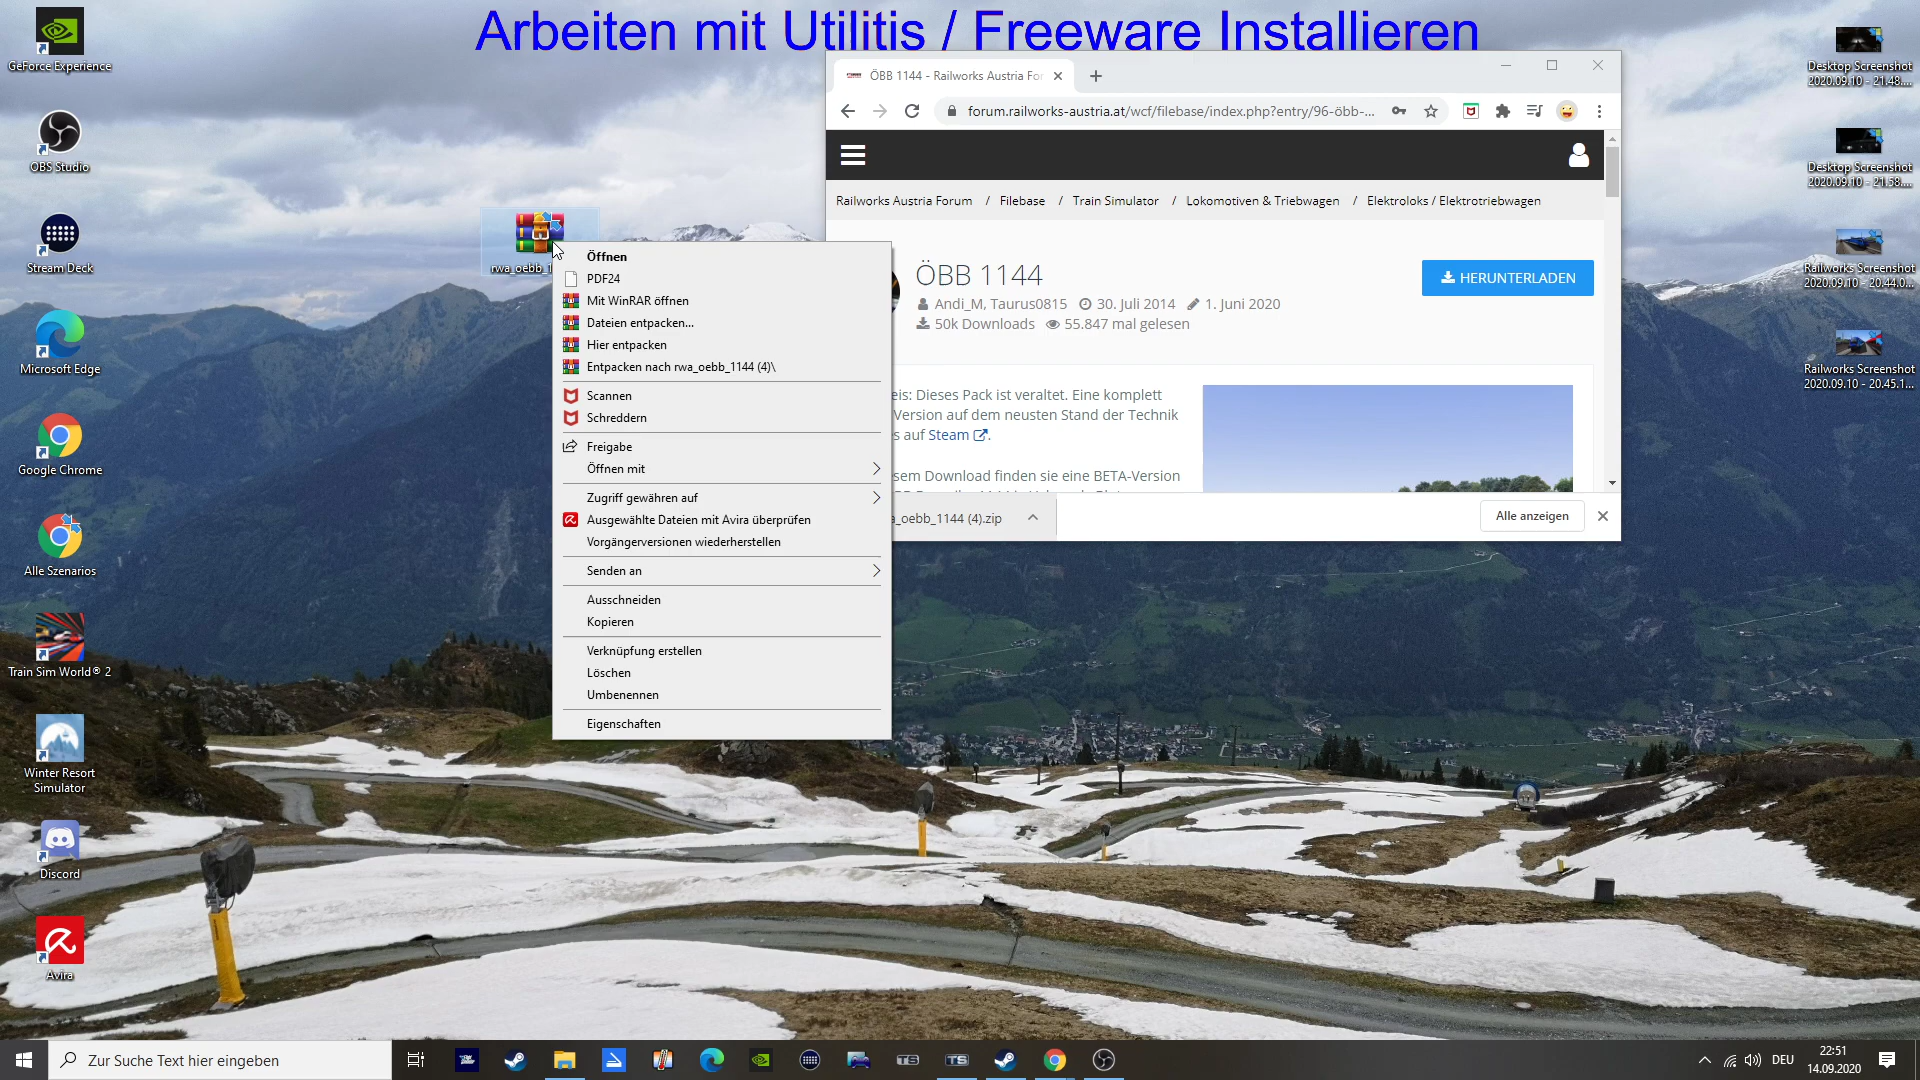 Arbeiten mit Utilitis / Freeware Installieren
GeForce Experience
OBS Studio
Stream Deck
Microsoft Edge
Google Chrome
Alle Szenarios
Train Sim World® 2
Winter Resort
Simulator
Discord
Avira
rwa_oebb_1
Öffnen
PDF24
Mit WinRAR öffnen
Dateien entpacken...
Hier entpacken
Entpacken nach rwa_oebb_1144 (4)\
Scannen
Schreddern
Freigabe
Öffnen mit
Zugriff gewähren auf
Ausgewählte Dateien mit Avira überprüfen
Vorgängerversionen wiederherstellen
Senden an
Ausschneiden
Kopieren
Verknüpfung erstellen
Löschen
Umbenennen
Eigenschaften
ÖBB 1144 - Railworks Austria For
forum.railworks-austria.at/wcf/filebase/index.php?entry/96-öbb-...
Railworks Austria Forum / Filebase / Train Simulator / Lokomotiven & Triebwagen / Elektroloks / Elektrotriebwagen
ÖBB 1144
HERUNTERLADEN
Andi_M, Taurus0815 30. Juli 2014 1. Juni 2020
50k Downloads 55.847 mal gelesen
eis: Dieses Pack ist veraltet. Eine komplett
Version auf dem neusten Stand der Technik
s auf Steam.
sem Download finden sie eine BETA-Version
a_oebb_1144 (4).zip
Alle anzeigen
Desktop Screenshot
2020.09.10 - 21.48....
Desktop Screenshot
2020.09.10 - 21.58....
Railworks Screenshot
2020.09.10 - 20.44.0...
Railworks Screenshot
2020.09.10 - 20.45.1...
Zur Suche Text hier eingeben
TS
TS
DEU
22:51
14.09.2020